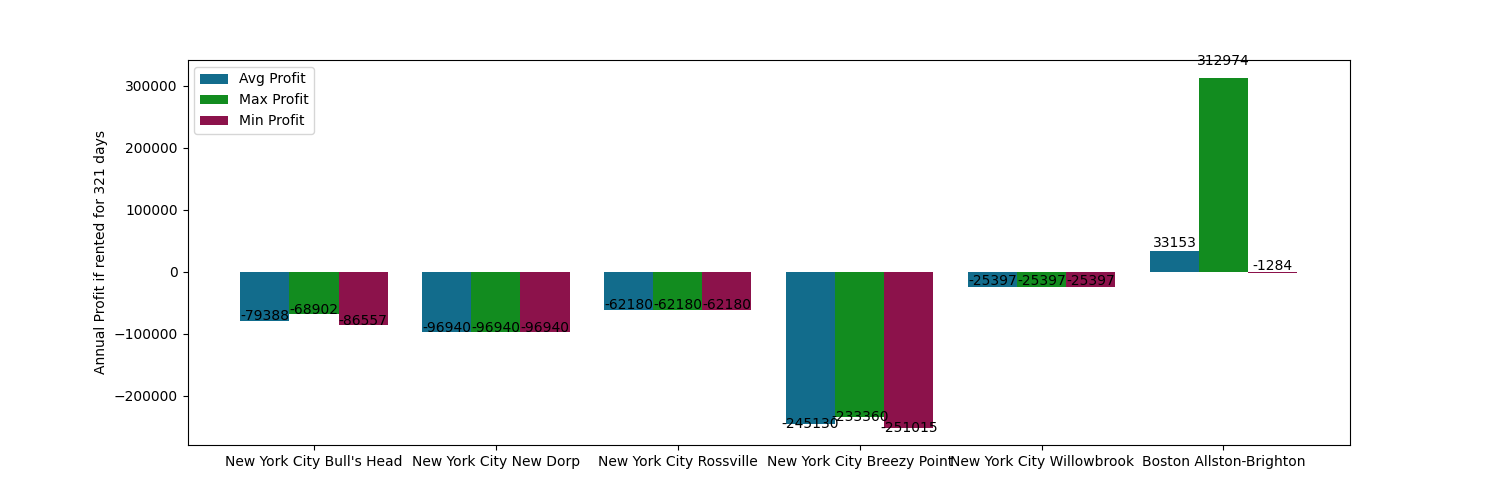 312974
Avg Profit
Max Profit
Min Profit
Annual Profit if rented for 321 days
300000
200000
100000
0
−100000
−200000
33153
-1284
-79388
-68902
-86557
-96940
-96940
-96940
-62180
-62180
-62180
-245130
-233360
-251015
-25397
-25397
-25397
New York City Bull's Head
New York City New Dorp
New York City Rossville
New York City Breezy Point
New York City Willowbrook
Boston Allston-Brighton